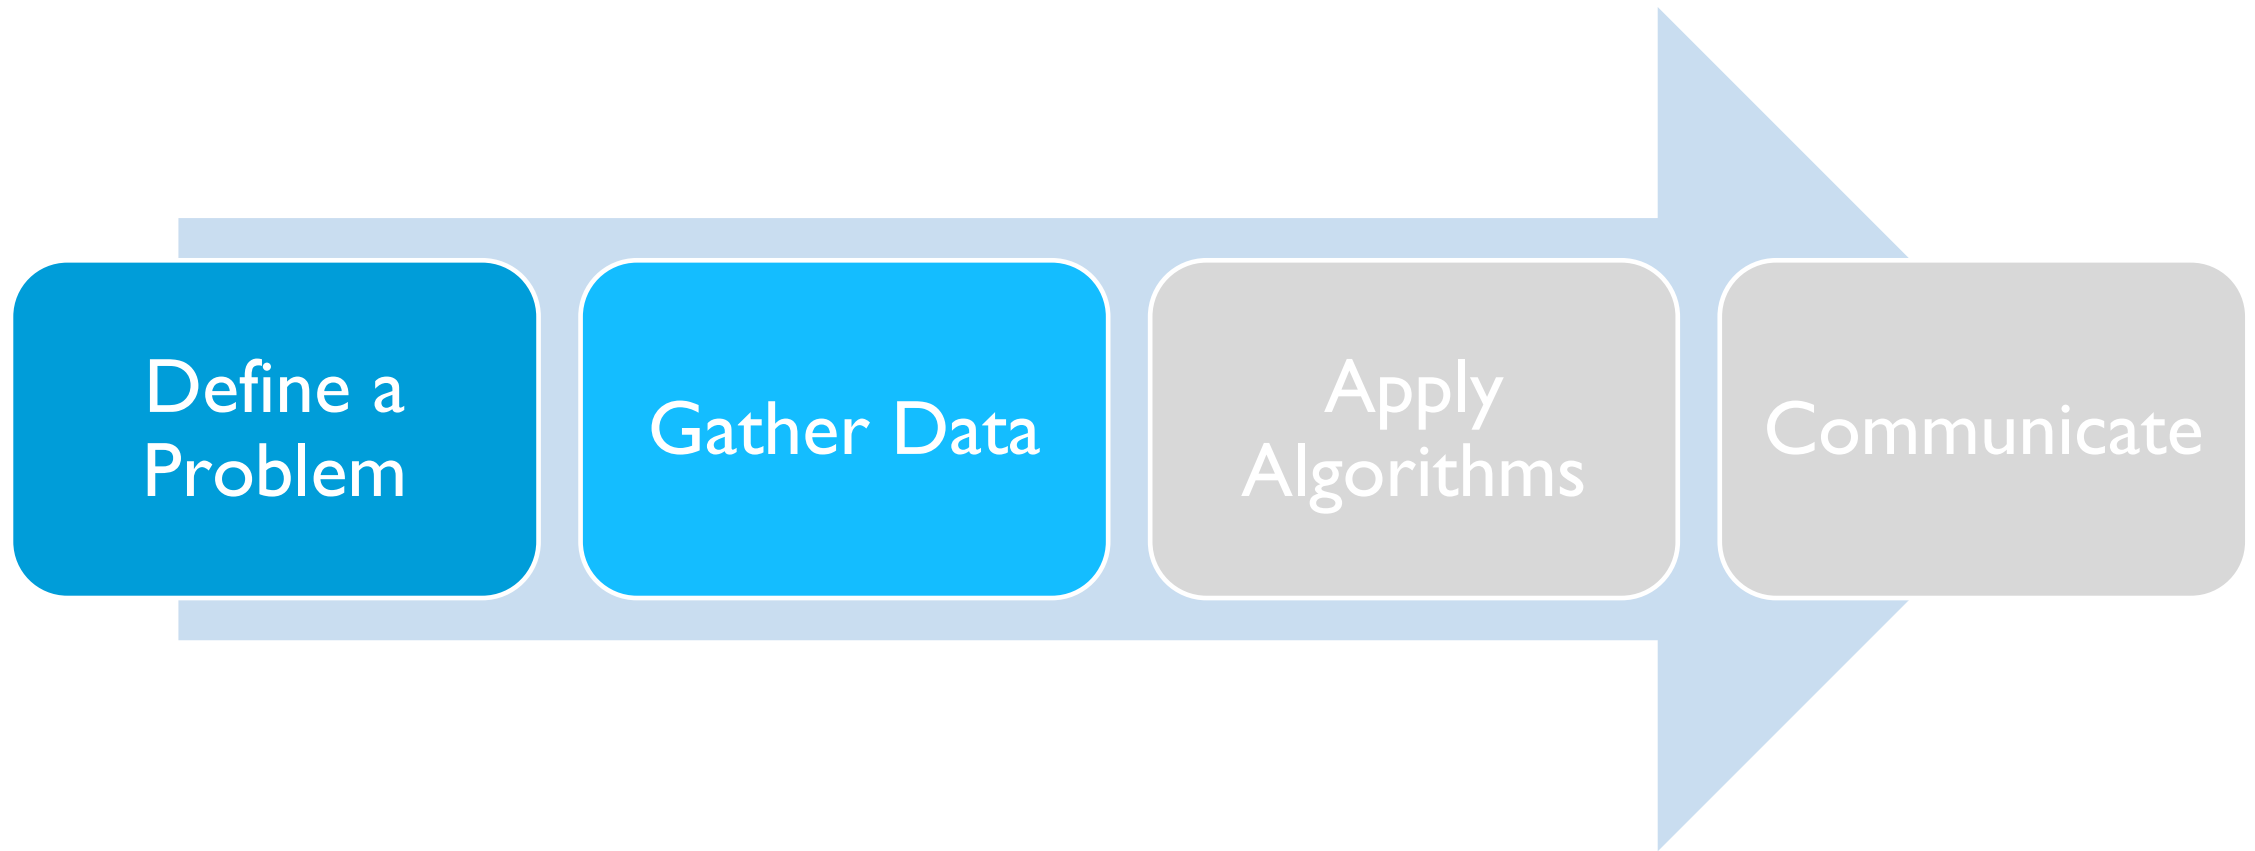 Define a
Problem
Gather Data
Apply
Algorithms
Communicate